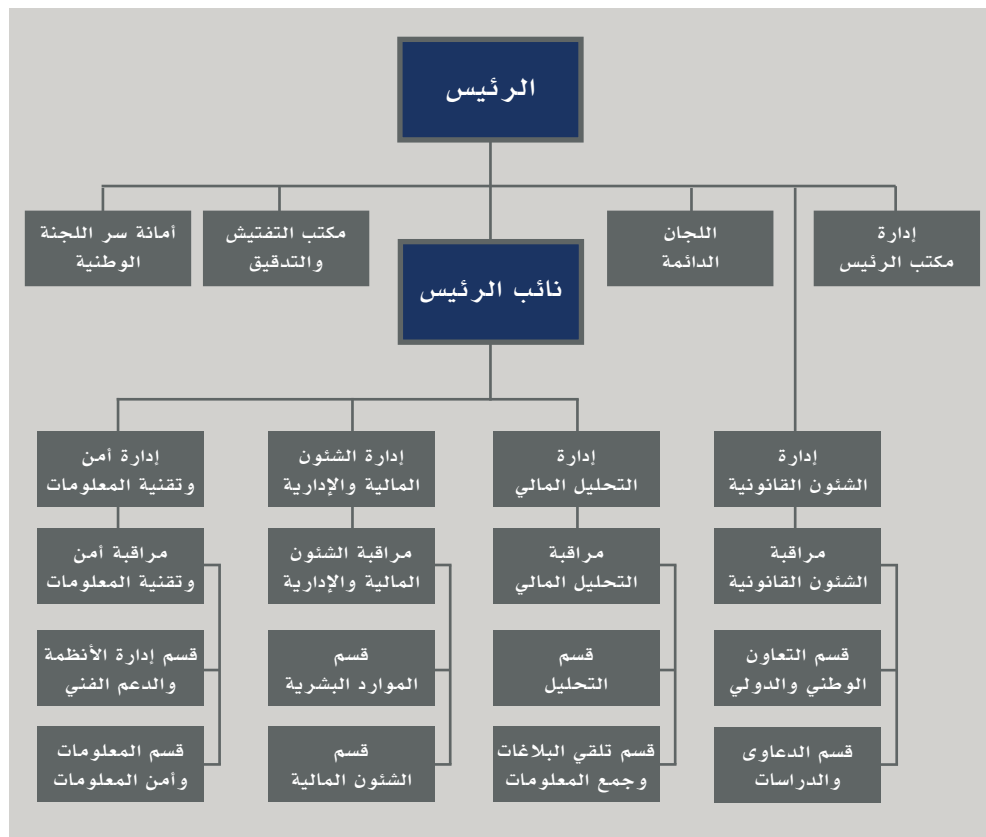 الرئيس
إدارة
مكتب الرئيس
اللجان
الدائمة
مكتب التفتيش
والتدقيق
أمانة سر اللجنة
الوطنية
نائب الرئيس
إدارة
الشئون القانونية
إدارة
التحليل المالي
إدارة الشئون
المالية والإدارية
إدارة أمن
وتقنية المعلومات
مراقبة
الشئون القانونية
مراقبة
التحليل المالي
مراقبة الشئون
المالية والإدارية
مراقبة أمن
وتقنية المعلومات
قسم التعاون
الوطني والدولي
قسم
التحليل
قسم
الموارد البشرية
قسم إدارة الأنظمة
والدعم الفني
قسم الدعاوى
والدراسات
قسم تلقي البلاغات
وجمع المعلومات
قسم
الشئون المالية
قسم المعلومات
وأمن المعلومات